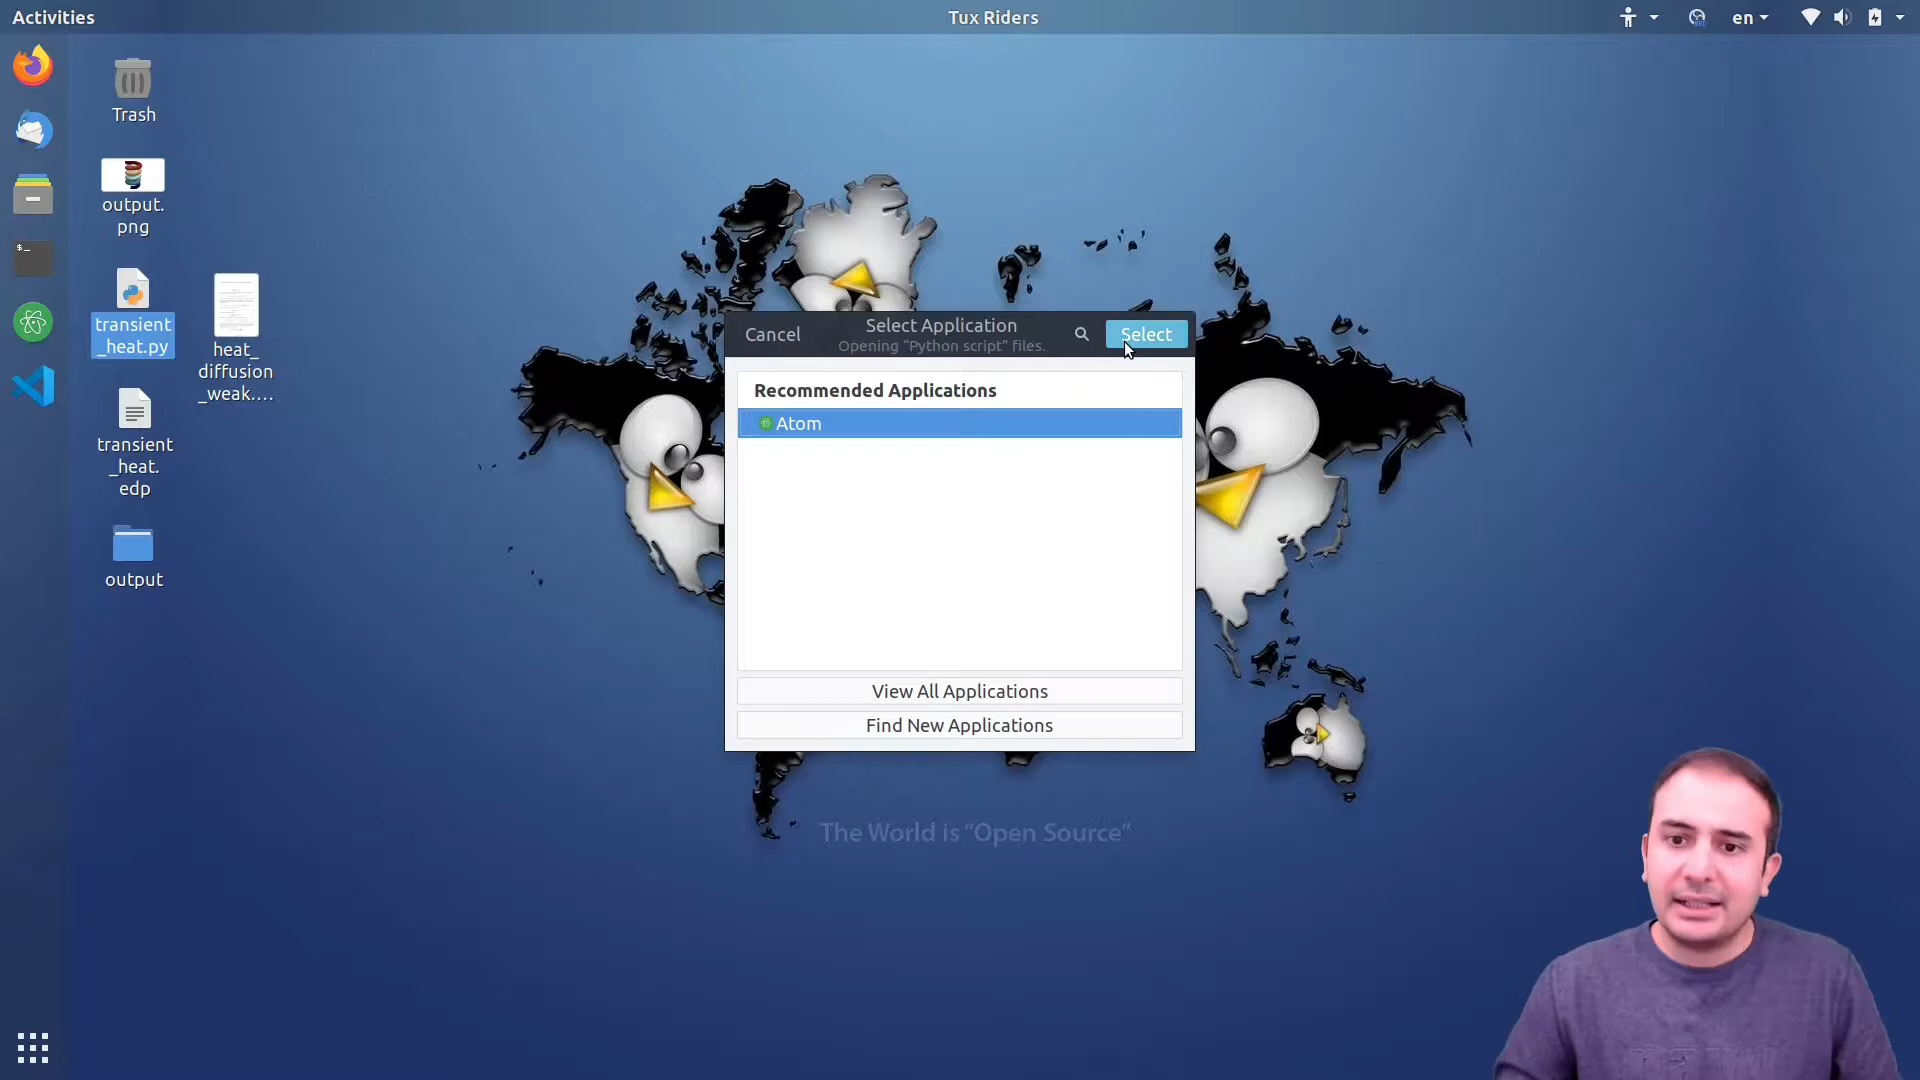 Activities
Tux Riders
en
Trash
output.
png
transient
_heat.py
heat_
diffusion
_weak....
transient
_heat.
edp
output
Cancel
Select Application
Opening "Python script" files.
Select
Recommended Applications
Atom
View All Applications
Find New Applications
The World is "Open Source"